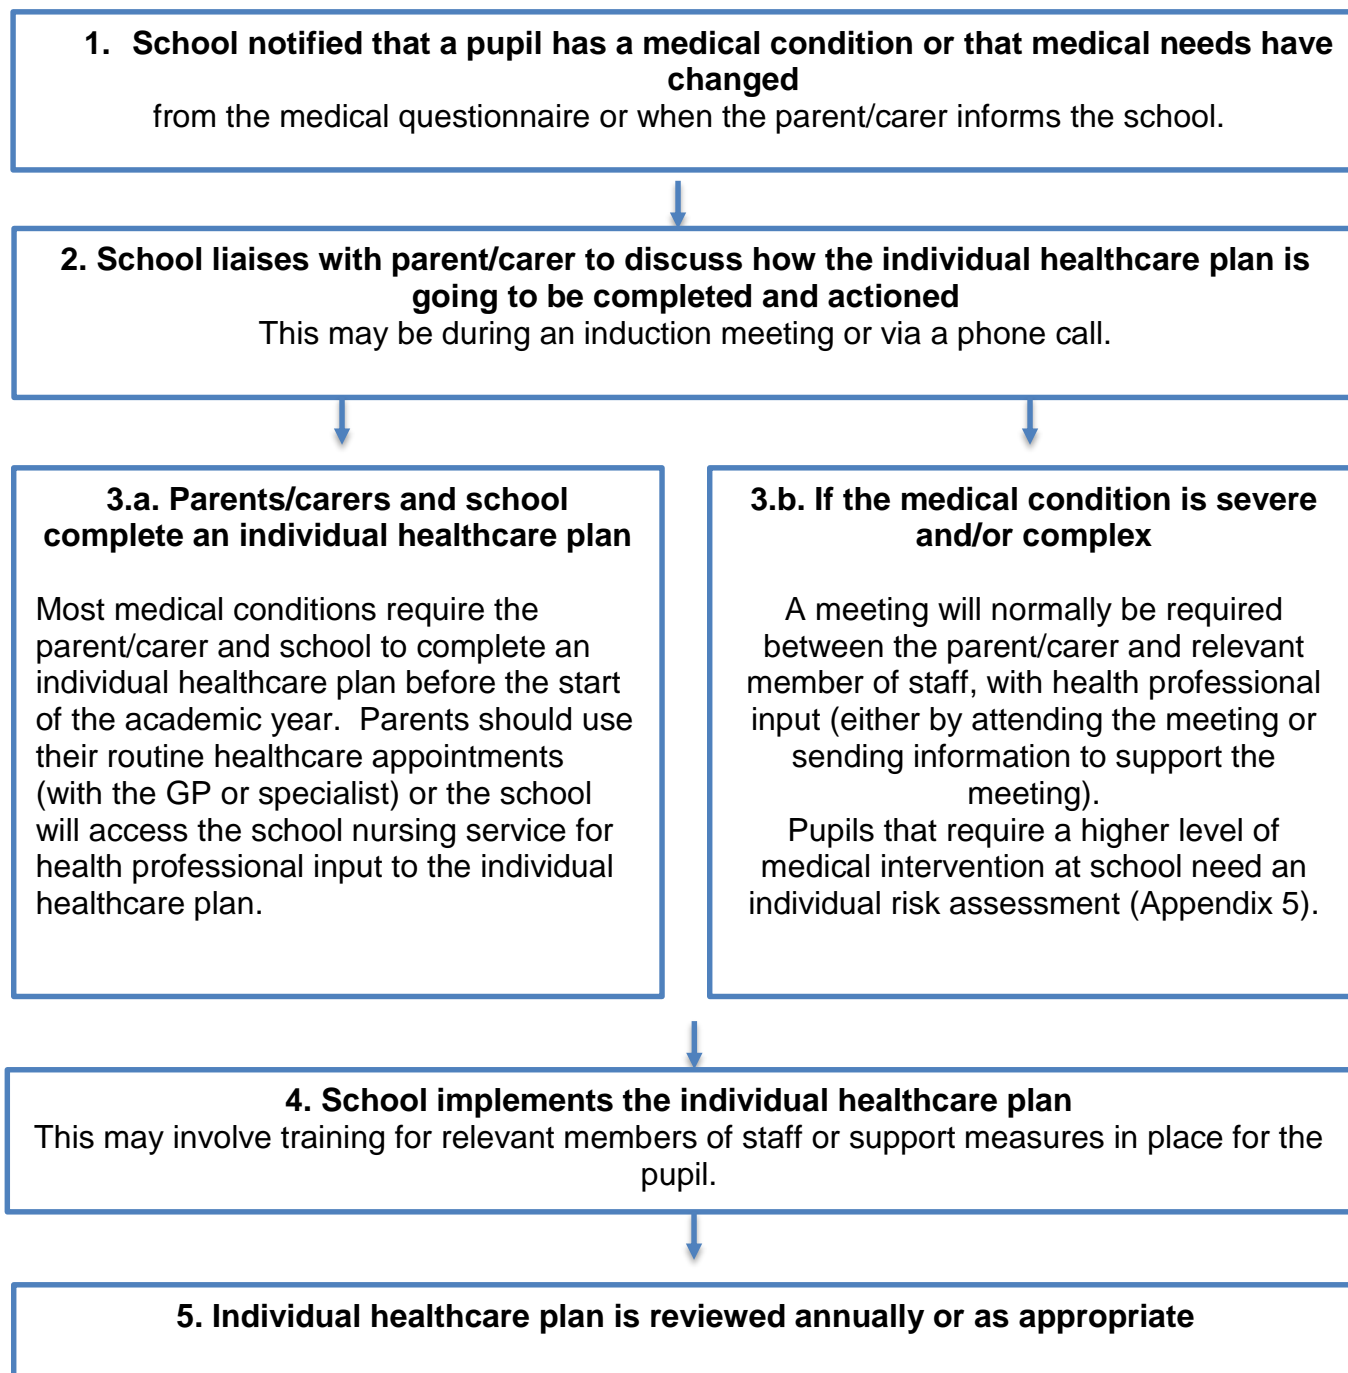 1. School notified that a pupil has a medical condition or that medical needs have
changed
from the medical questionnaire or when the parent/carer informs the school.
2. School liaises with parent/carer to discuss how the individual healthcare plan is
going to be completed and actioned
This may be during an induction meeting or via a phone call.
3.a. Parents/carers and school
complete an individual healthcare plan
Most medical conditions require the
parent/carer and school to complete an
individual healthcare plan before the start
of the academic year. Parents should use
their routine healthcare appointments
(with the GP or specialist) or the school
will access the school nursing service for
health professional input to the individual
healthcare plan.
3.b. If the medical condition is severe
and/or complex
A meeting will normally be required
between the parent/carer and relevant
member of staff, with health professional
input (either by attending the meeting or
sending information to support the
meeting).
Pupils that require a higher level of
medical intervention at school need an
individual risk assessment (Appendix 5).
4. School implements the individual healthcare plan
This may involve training for relevant members of staff or support measures in place for the
pupil.
5. Individual healthcare plan is reviewed annually or as appropriate